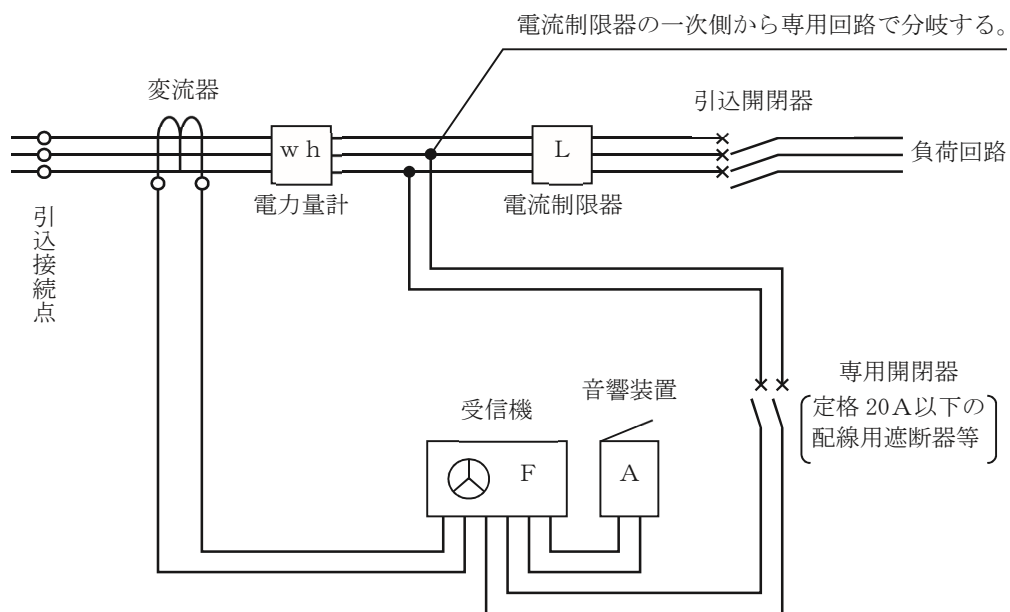 電流制限器の一次側から専用回路で分岐する。
変流器
引込開閉器
w h
L
負荷回路
電力量計
電流制限器
引込接続点
専用開閉器
定格 20A以下の
配線用遮断器等
音響装置
受信機
F
A